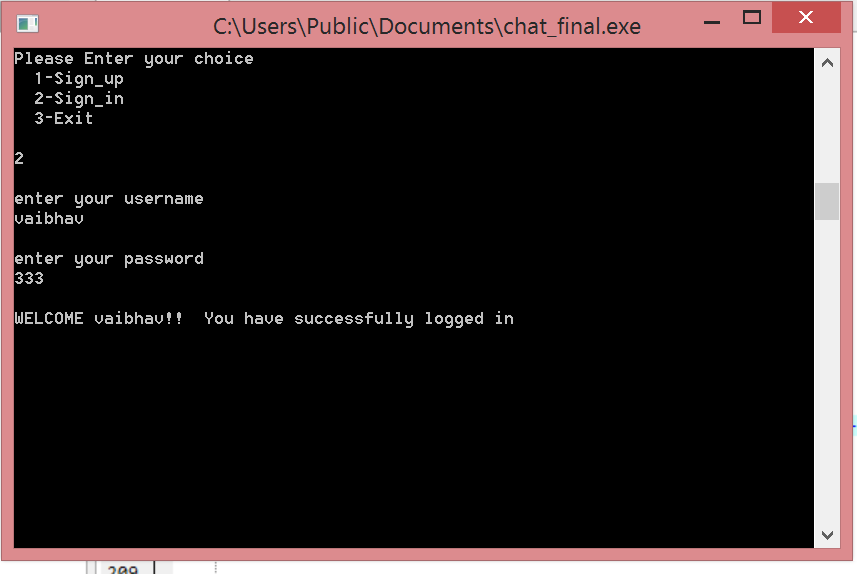 C:\Users\Public\Documents\chat_final.exe
Please Enter your choice
1-Sign_up
2-Sign_in
3-Exit
2
enter your username
vaibhav
enter your password
333
WELCOME vaibhav!! You have successfully logged in
209